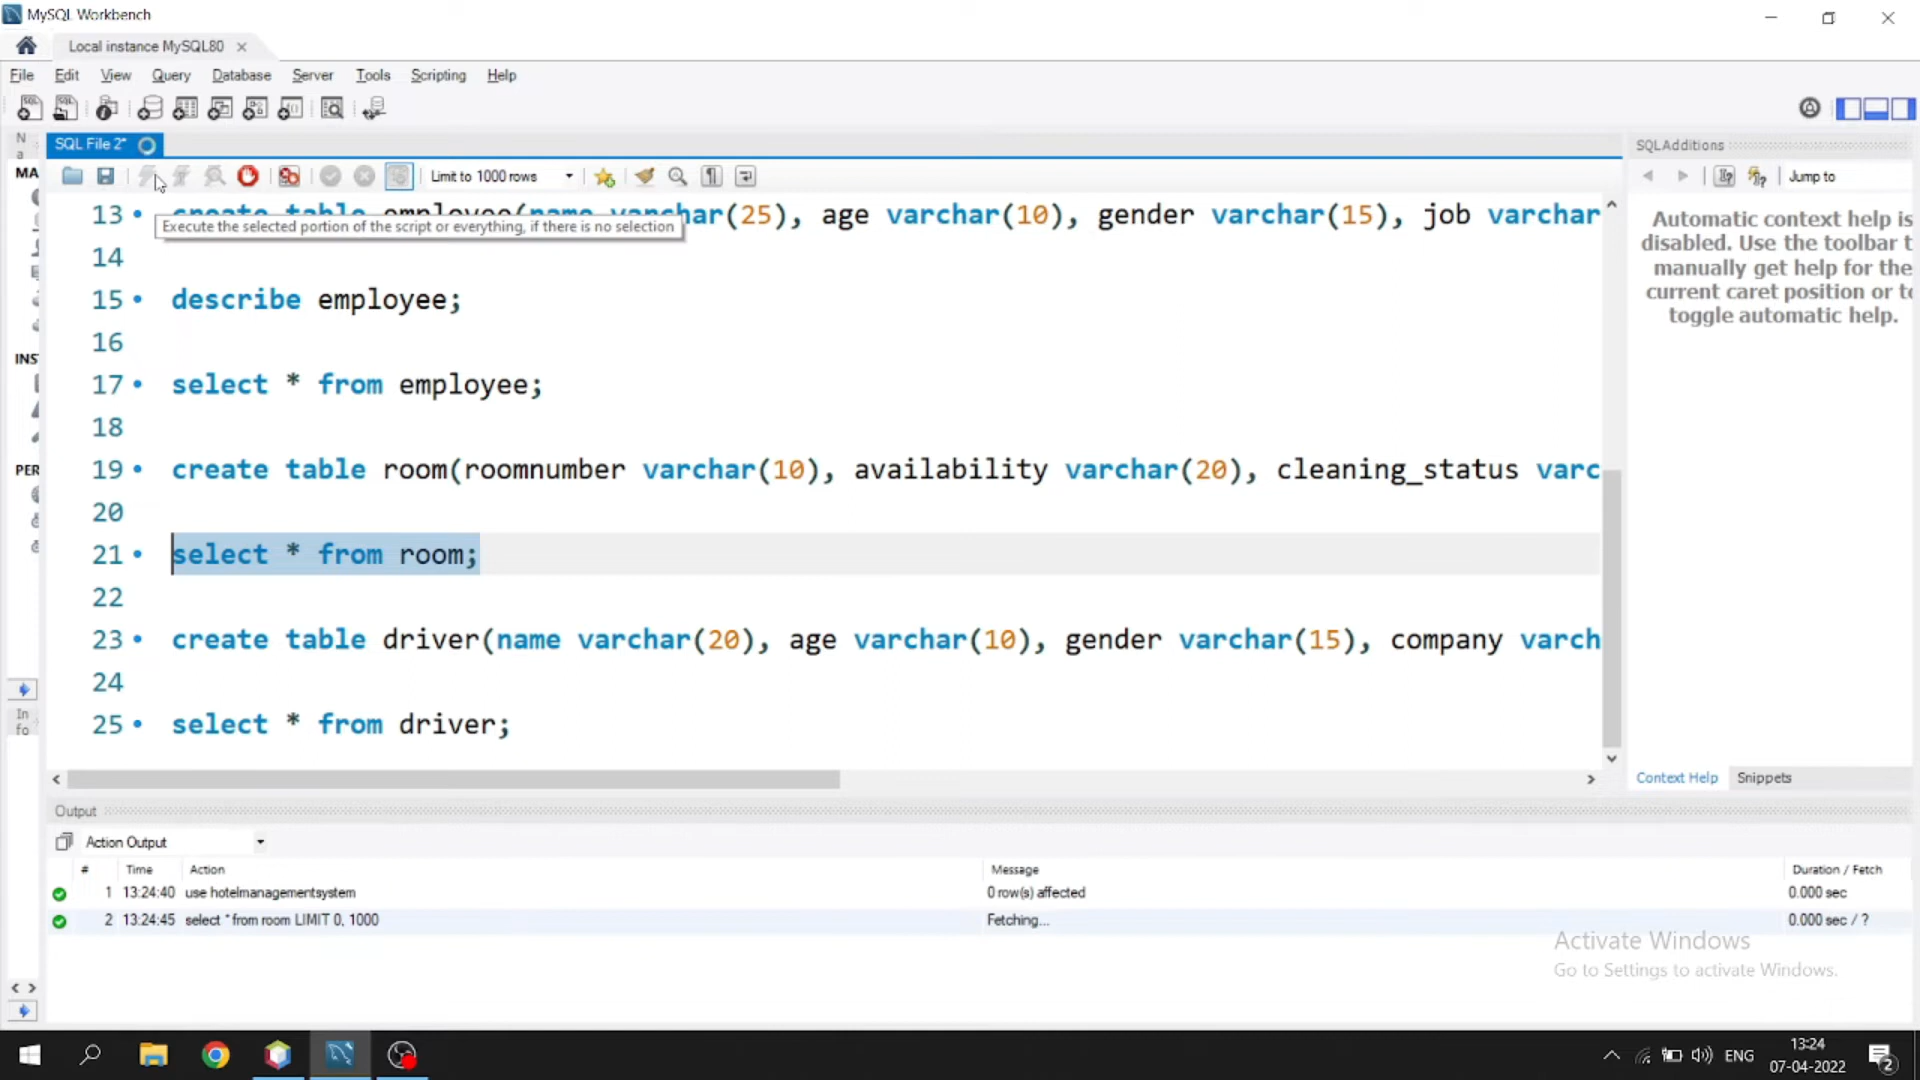 MySQL Workbench
Local instance MySQL80
File Edit View Query Database Server Tools Scripting Help
SQL File 2*
SQLAdditions
N
a
MA
Limit to 1000 rows
Jump to
13 create table employee(name varchar(25), age varchar(10), gender varchar(15), job varchar
Execute the selected portion of the script or everything, if there is no selection
14
15 describe employee;
16
17 select * from employee;
18
19 create table room(roomnumber varchar(10), availability varchar(20), cleaning_status varc
20
21 select * from room;
22
23 create table driver(name varchar(20), age varchar(10), gender varchar(15), company varch
24
25 select * from driver;
INS
PER
In
fo
Automatic context help is
disabled. Use the toolbar t
manually get help for the
current caret position or to
toggle automatic help.
Context Help Snippets
Output
Action Output
# Time Action Message Duration / Fetch
1 13:24:40 use hotelmanagementsystem 0 row(s) affected 0.000 sec
2 13:24:45 select * from room LIMIT 0, 1000 Fetching... 0.000 sec / ?
Activate Windows
Go to Settings to activate Windows.
ENG
13:24
07-04-2022
2